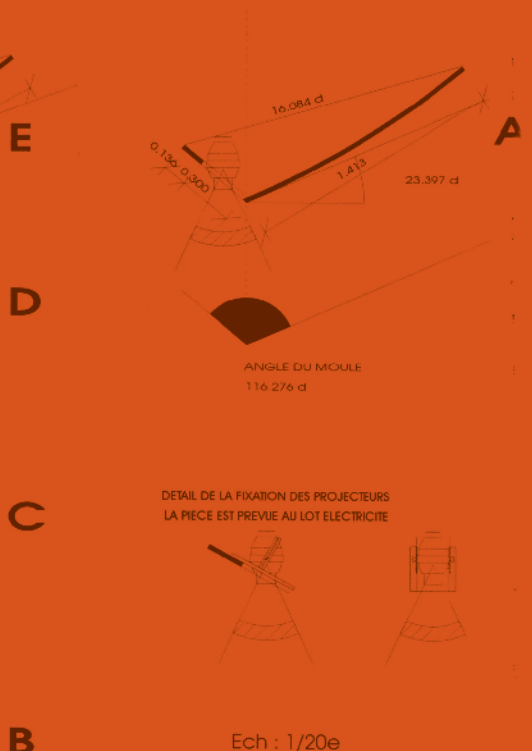 16.084 d
E
A
0.136
0.300
1.413
23.397 d
D
ANGLE DU MOULE
116 276 d
DETAIL DE LA FIXATION DES PROJECTEURS
LA PIECE EST PREVUE AU LOT ELECTRICITE
C
B
Ech : 1/20e